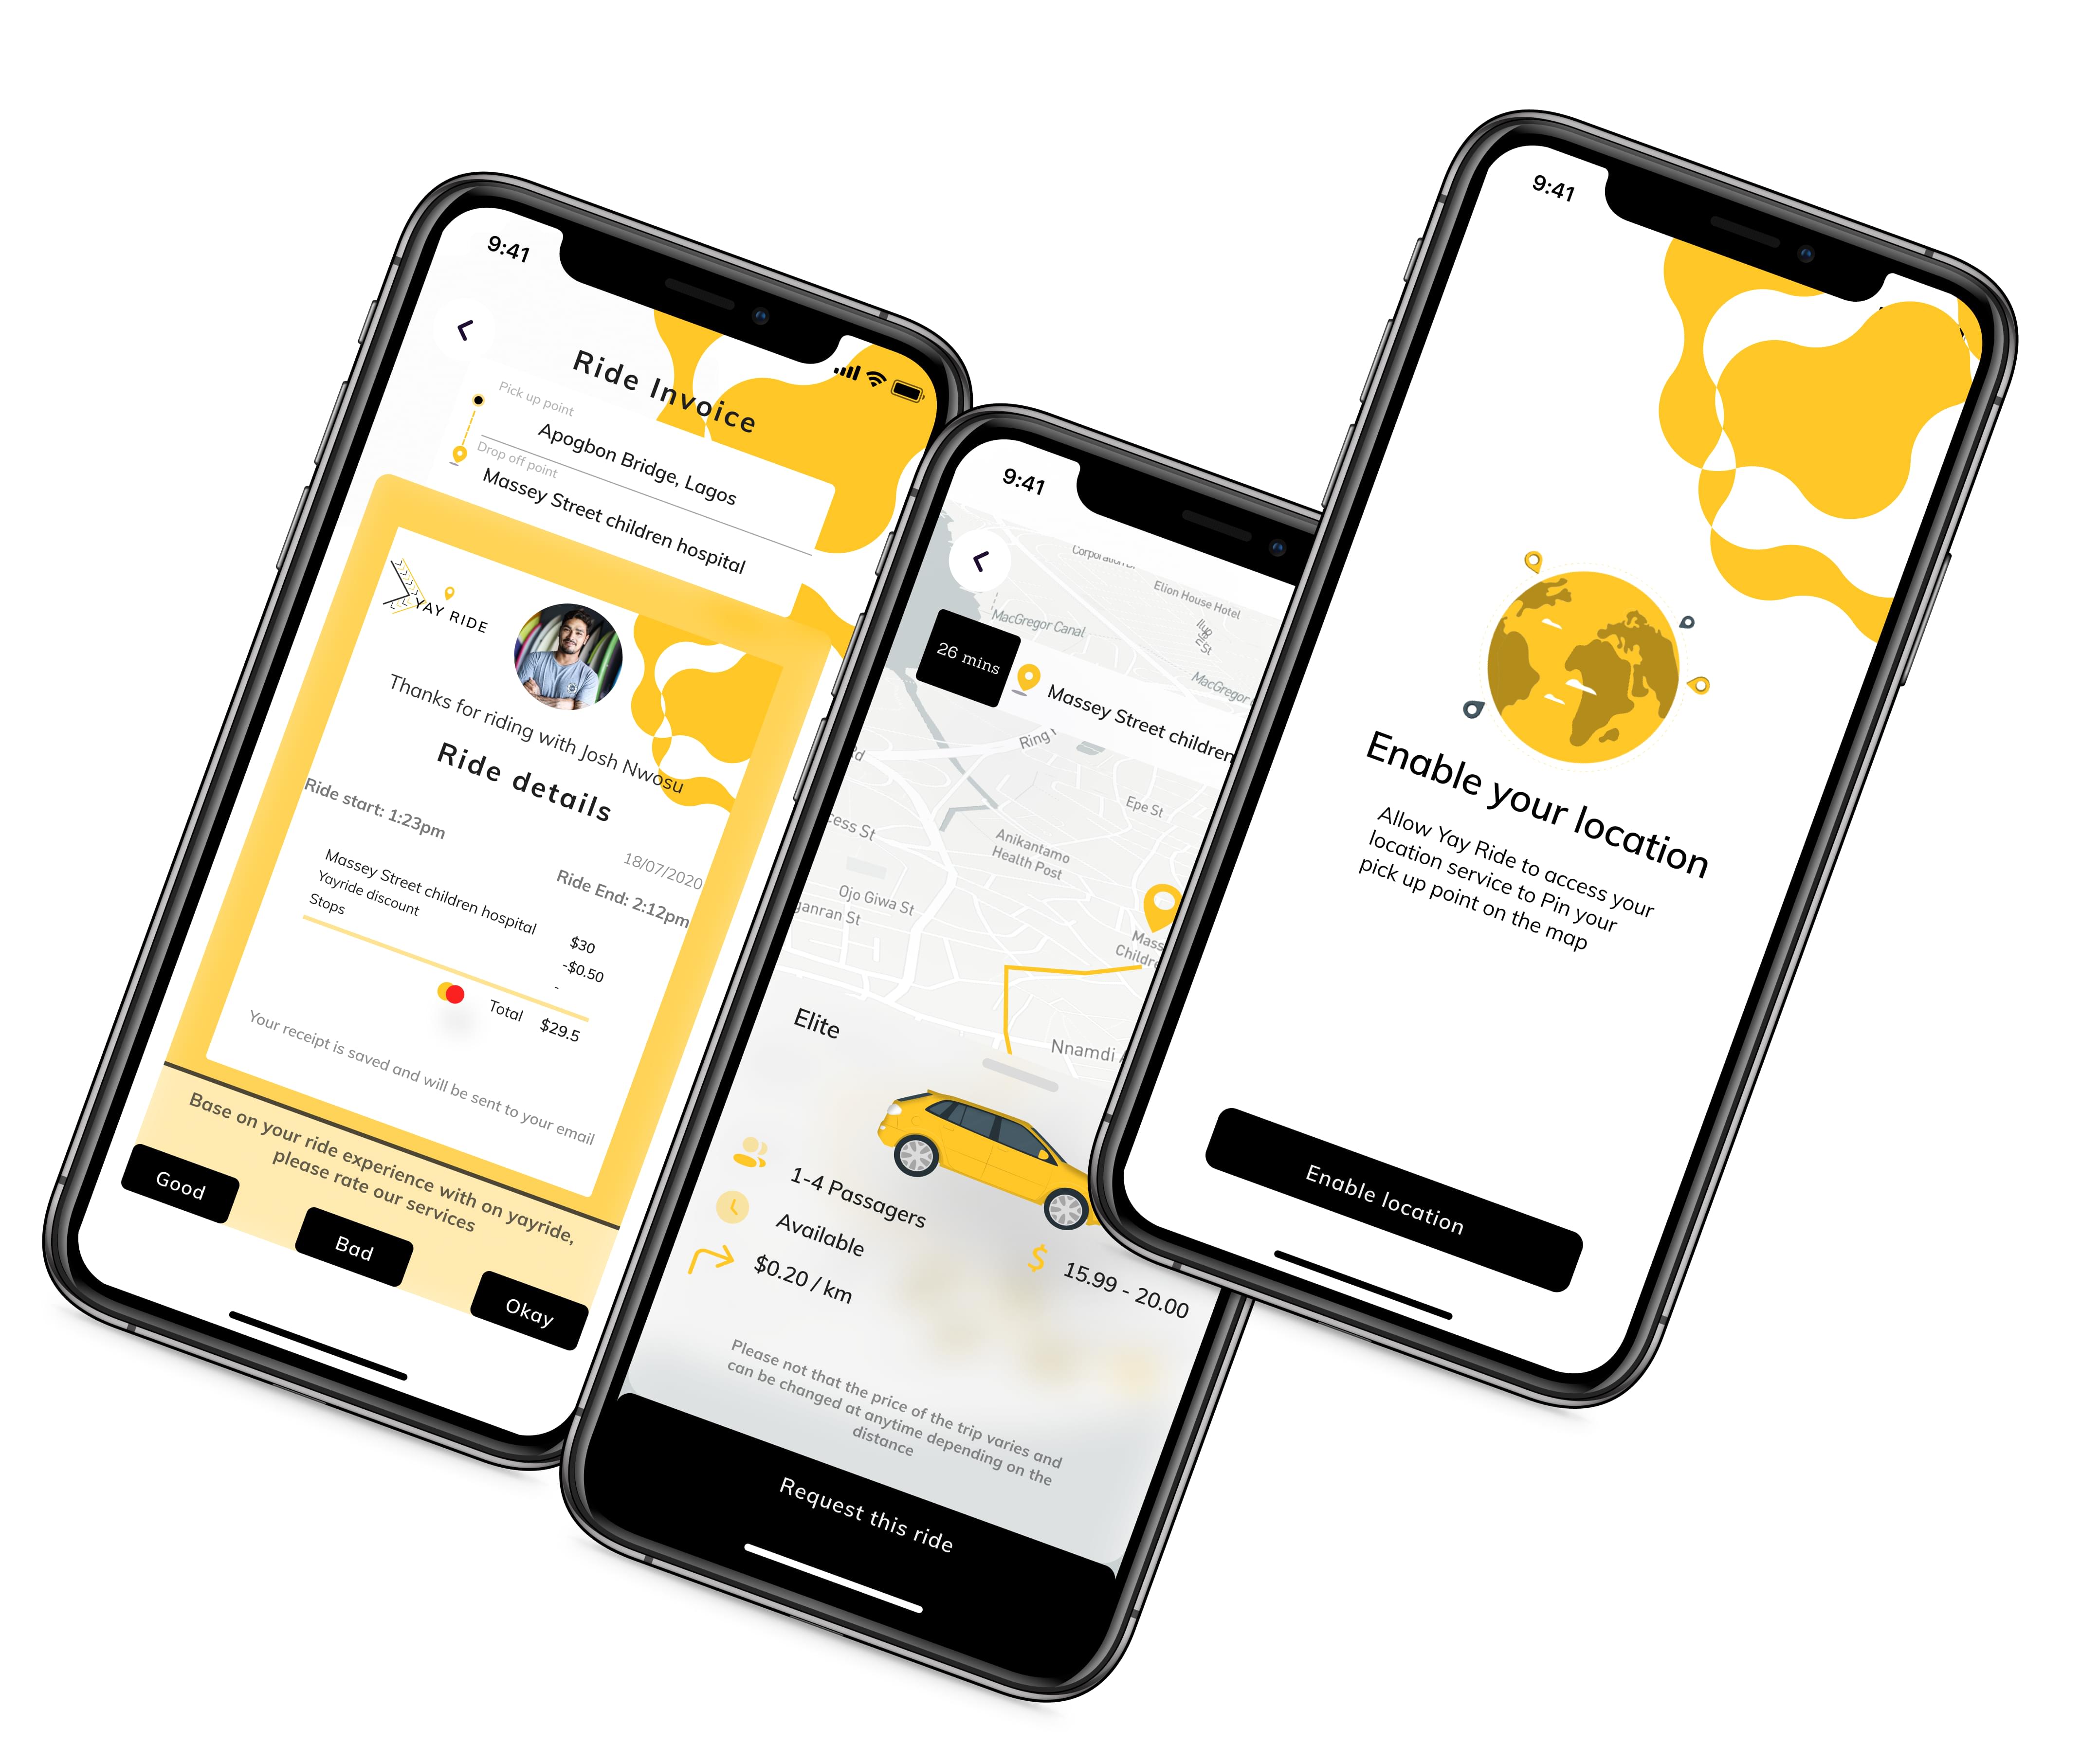 9:41
Ride Invoice
Pick up point
Apogbon Bridge, Lagos
Drop off point
Massey Street children hospital
YAY RIDE
Thanks for riding with Josh Nwosu
Ride details
Ride start: 1:23pm
18/07/2020
Ride End: 2:12pm
Massey Street children hospital
$30
Yayride discount
-$0.50
Stops
-
Total $29.5
Your receipt is saved and will be sent to your email
Base on your ride experience with on yayride,
please rate our services
Good
Bad
Okay
9:41
Elion House Hotel
MacGregor Canal
St
MacGregor
26 mins
Massey Street children
Ring
Rd
Epe St
cess St
Anikantamo
Health Post
Ojo Giwa St
ganran St
Mass
Childre
Nnamdi
Elite
1-4 Passagers
Available
$0.20 / km
$ 15.99 - 20.00
Please not that the price of the trip varies and
can be changed at anytime depending on the
distance
Request this ride
9:41
Enable your location
Allow Yay Ride to access your
location service to Pin your
pick up point on the map
Enable location